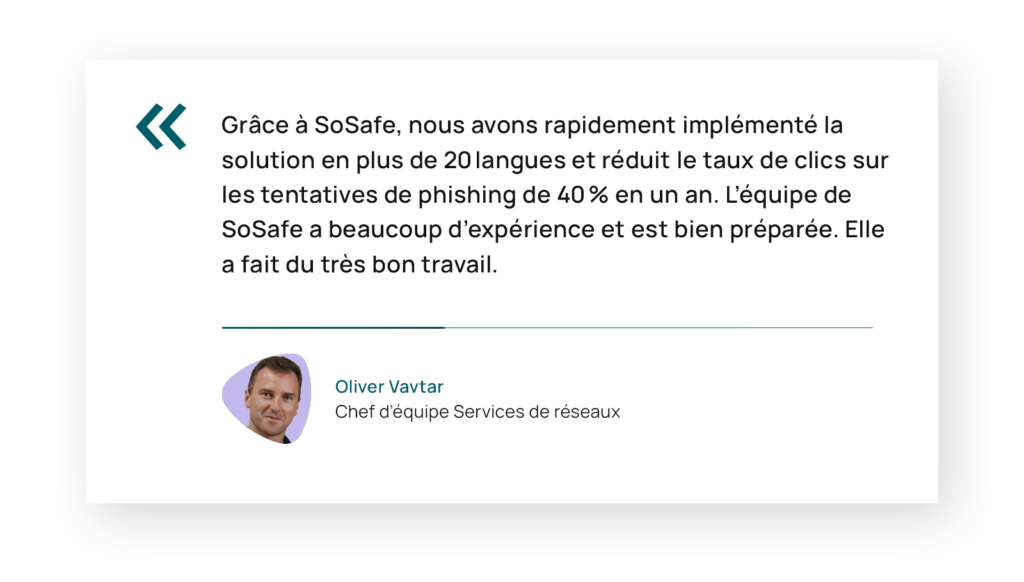 «
Grâce à SoSafe, nous avons rapidement implémenté la
solution en plus de 20 langues et réduit le taux de clics sur
les tentatives de phishing de 40 % en un an. L’équipe de
SoSafe a beaucoup d’expérience et est bien préparée. Elle
a fait du très bon travail.
Oliver Vavtar
Chef d’équipe Services de réseaux